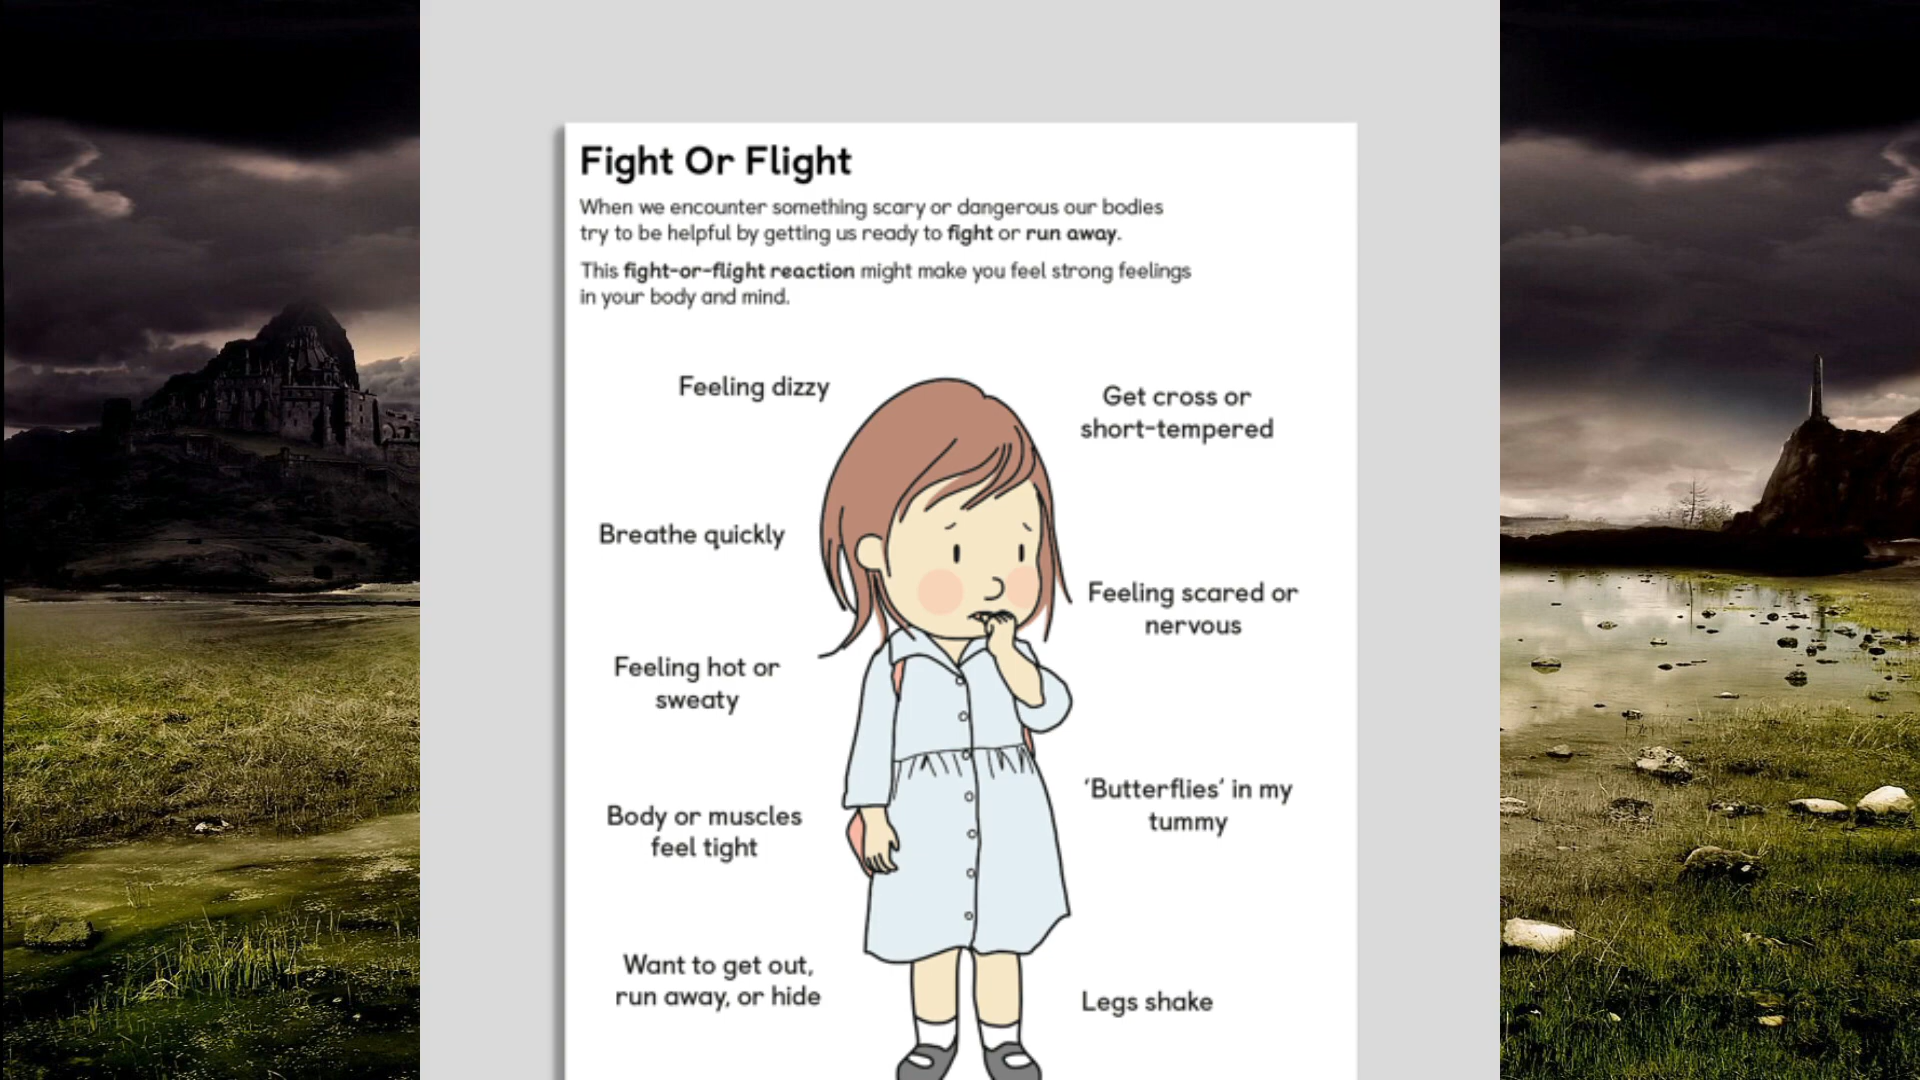 Fight Or Flight
When we encounter something scary or dangerous our bodies
try to be helpful by getting us ready to fight or run away.
This fight-or-flight reaction might make you feel strong feelings
in your body and mind.
Feeling dizzy
Get cross or
short-tempered
Breathe quickly
Feeling scared or
nervous
Feeling hot or
sweaty
‘Butterflies’ in my
tummy
Body or muscles
feel tight
Want to get out,
run away, or hide
Legs shake